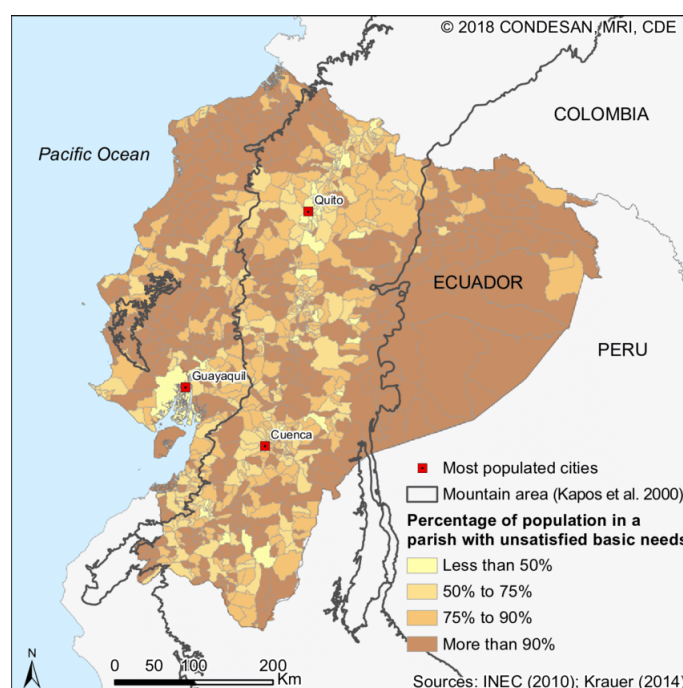 © 2018 CONDESAN, MRI, CDE
COLOMBIA
Pacific Ocean
Quito
ECUADOR
PERU
Guayaquil
Cuenca
Most populated cities
Mountain area (Kapos et al. 2000)
Percentage of population in a
parish with unsatisfied basic needs
Less than 50%
50% to 75%
75% to 90%
More than 90%
N
0 50 100 200
Km
Sources: INEC (2010); Krauer (2014)